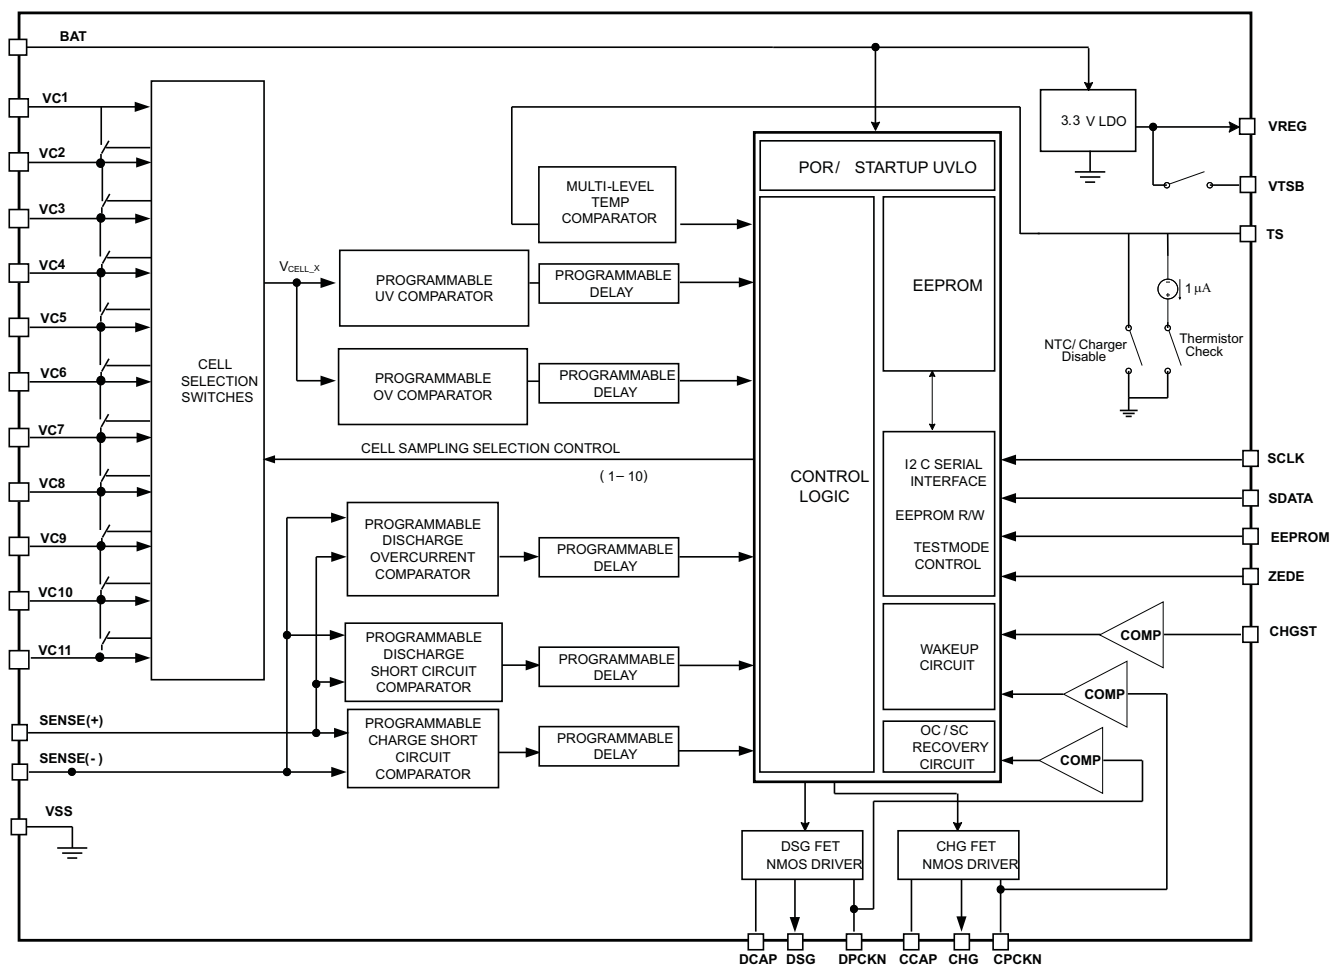 BAT
VC1
VC2
VC3
VC4
VC5
VC6
VC7
VC8
VC9
VC10
VC11
SENSE(+)
SENSE(-)
VSS
CELL
SELECTION
SWITCHES
VCELL_X
MULTI-LEVEL
TEMP
COMPARATOR
PROGRAMMABLE
UV COMPARATOR
PROGRAMMABLE
DELAY
PROGRAMMABLE
OV COMPARATOR
PROGRAMMABLE
DELAY
CELL SAMPLING SELECTION CONTROL
(1–10)
PROGRAMMABLE
DISCHARGE
OVERCURRENT
COMPARATOR
PROGRAMMABLE
DELAY
PROGRAMMABLE
DISCHARGE
SHORT CIRCUIT
COMPARATOR
PROGRAMMABLE
DELAY
PROGRAMMABLE
CHARGE SHORT
CIRCUIT
COMPARATOR
PROGRAMMABLE
DELAY
POR/ STARTUP UVLO
CONTROL
LOGIC
EEPROM
I2C SERIAL
INTERFACE
EEPROM R/W
TESTMODE
CONTROL
WAKEUP
CIRCUIT
OC/SC
RECOVERY
CIRCUIT
3.3 V LDO
1 µA
NTC/ Charger
Disable
Thermistor
Check
COMP
COMP
COMP
VREG
VTSB
TS
SCLK
SDATA
EEPROM
ZEDE
CHGST
DSG FET
NMOS DRIVER
CHG FET
NMOS DRIVER
DCAP
DSG
DPCKN
CCAP
CHG
CPCKN